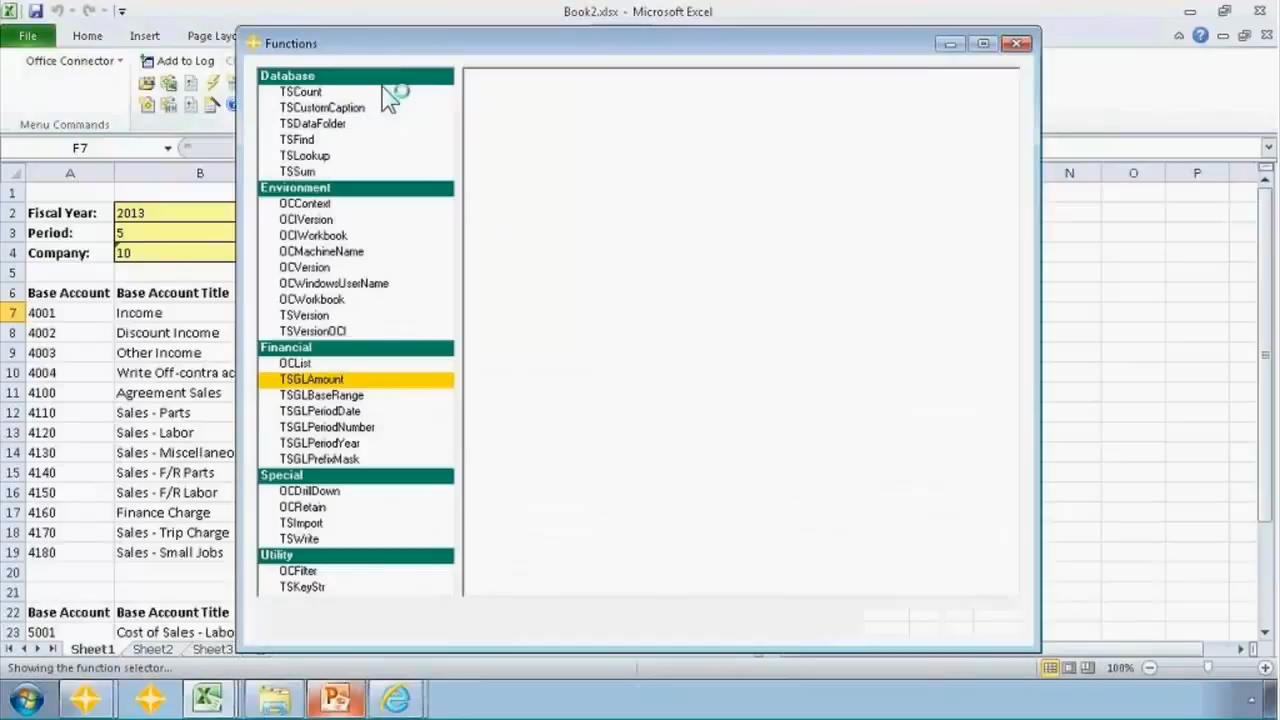 Book2.xlsx - Microsoft Excel
File Home Insert Page Layo
Functions
Office Connector
Add to Log
Menu Commands
F7
A B N O P
1
2 Fiscal Year: 2013
3 Period: 5
4 Company: 10
5
6 Base Account Base Account Title
7 4001 Income
8 4002 Discount Income
9 4003 Other Income
10 4004 Write Off-contra ac
11 4100 Agreement Sales
12 4110 Sales - Parts
13 4120 Sales - Labor
14 4130 Sales - Miscellaneo
15 4140 Sales - F/R Parts
16 4150 Sales - F/R Labor
17 4160 Finance Charge
18 4170 Sales - Trip Charge
19 4180 Sales - Small Jobs
20
21
22 Base Account Base Account Title
23 5001 Cost of Sales - Labo
Database
TSCount
TSCustomCaption
TSDataFolder
TSFind
TSLookup
TSSum
Environment
OCContext
OCIVersion
OCIWorkbook
OCMachineName
OCVersion
OCWindowsUserName
OCWorkbook
TSVersion
TSVersionOCI
Financial
OCList
TSGLAmount
TSGLBaseRange
TSGLPeriodDate
TSGLPeriodNumber
TSGLPeriodYear
TSGLPrefixMask
Special
OCDrillDown
OCRetain
TSImport
TSWrite
Utility
OCFilter
TSKeyStr
Sheet1 Sheet2 Sheet3
Showing the function selector...
100%